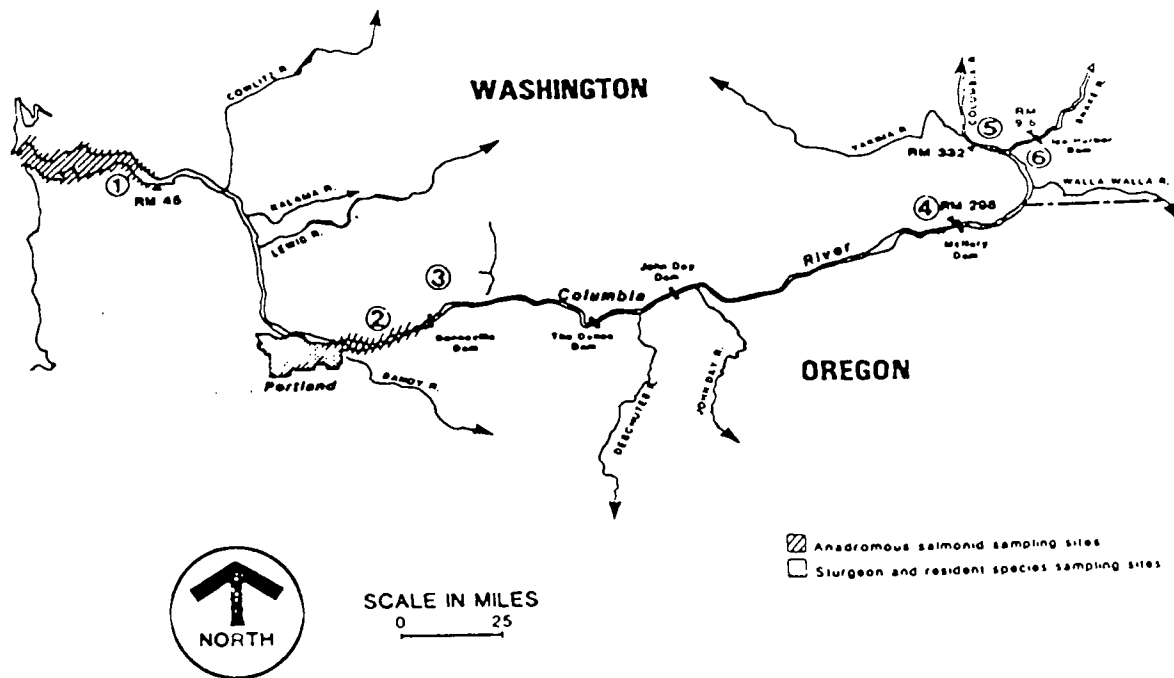 WASHINGTON
COWLITZ R.
KALAMA R.
LEWIS R.
①
RM 46
②
③
Bonneville
Dam
Portland
SANDY R.
Columbia
River
The Dalles
Dam
John Day
Dam
DESCHUTES R.
JOHN DAY R.
OREGON
YAKIMA R.
COLUMBIA R.
⑤
RM 332
RM
9.6
SNAKE R.
Ice Harbor
Dam
⑥
WALLA WALLA R.
④
RM 298
McNary
Dam
Anadromous salmonid sampling sites
Sturgeon and resident species sampling sites
NORTH
SCALE IN MILES
0 25